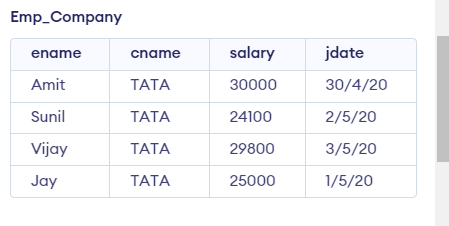 Emp_Company
ename cname salary jdate
Amit TATA 30000 30/4/20
Sunil TATA 24100 2/5/20
Vijay TATA 29800 3/5/20
Jay TATA 25000 1/5/20